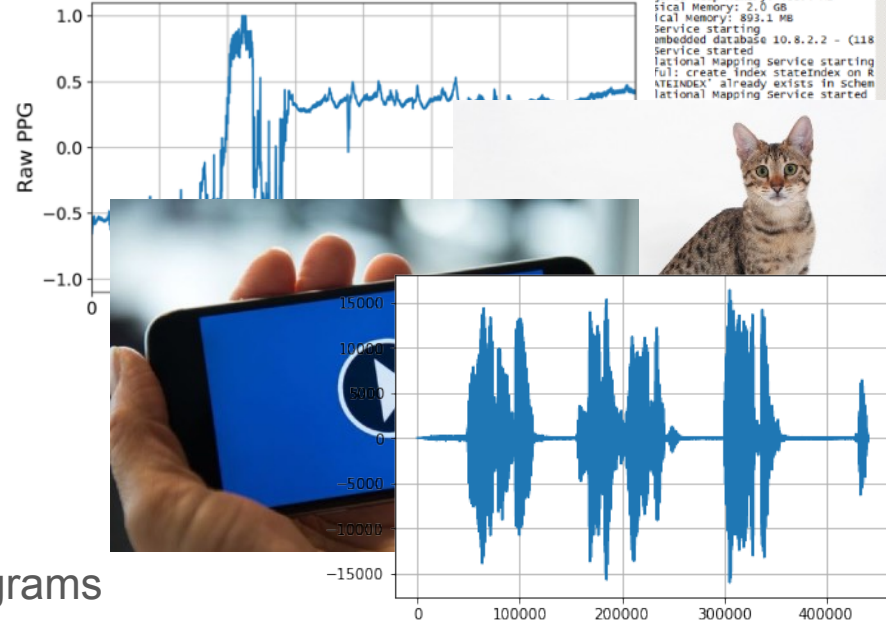 sical Memory: 2.0 GB
ical Memory: 893.1 MB
Service starting
embedded database 10.8.2.2 - (118
Service started
lational Mapping Service starting
ful: create index stateIndex on R
ATEINDEX' already exists in Schem
lational Mapping Service started
1.0
0.5
0.0
−0.5
−1.0
Raw PPG
0
15000
10000
5000
0
−5000
−10000
−15000
0 100000 200000 300000 400000
grams